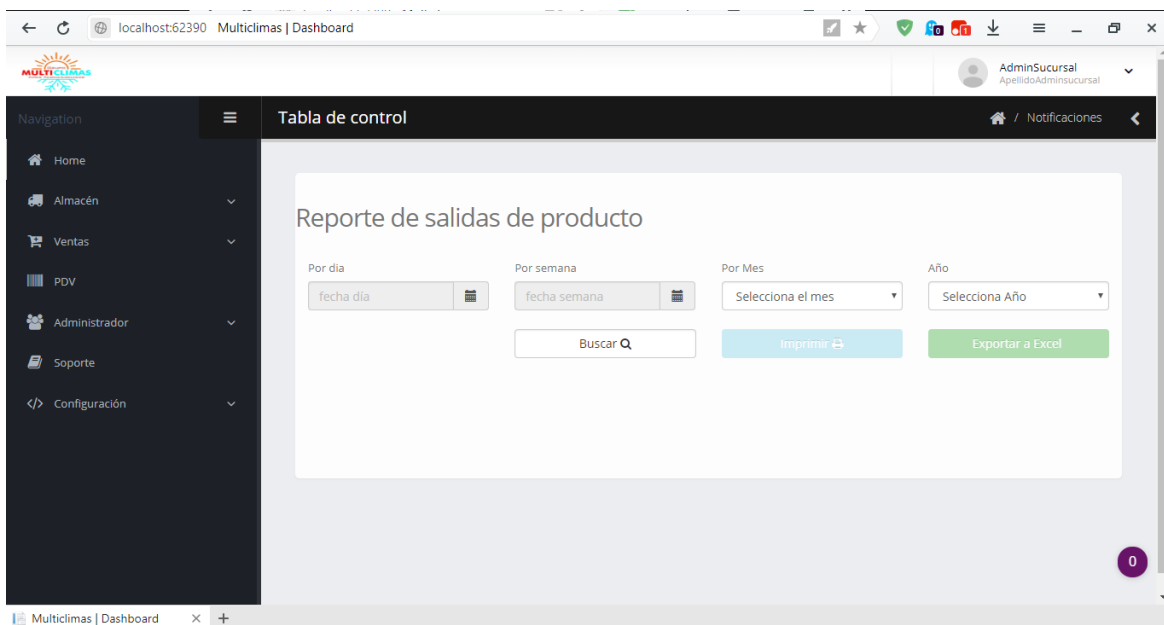 localhost:62390 Multiclimas | Dashboard
MULTICLIMAS
AdminSucursal
ApellidoAdminsucursal
Navigation
Tabla de control
/ Notificaciones
Home
Almacén
Ventas
PDV
Administrador
Soporte
</> Configuración
Reporte de salidas de producto
Por dia
Por semana
Por Mes
Año
fecha día
fecha semana
Selecciona el mes
Selecciona Año
Buscar
Imprimir
Exportar a Excel
0
Multiclimas | Dashboard